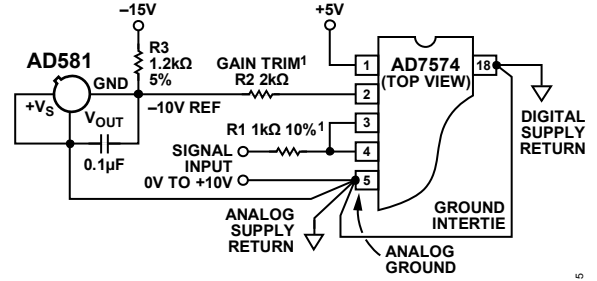 –15V
+5V
AD581
R3
1.2kΩ
5%
GAIN TRIM¹
R2 2kΩ
1
AD7574
(TOP VIEW)
18
GND
+VS
VOUT
–10V REF
2
DIGITAL
SUPPLY
RETURN
3
R1 1kΩ 10%¹
0.1µF
SIGNAL
INPUT
4
0V TO +10V
5
ANALOG
SUPPLY
RETURN
GROUND
INTERTIE
ANALOG
GROUND
5